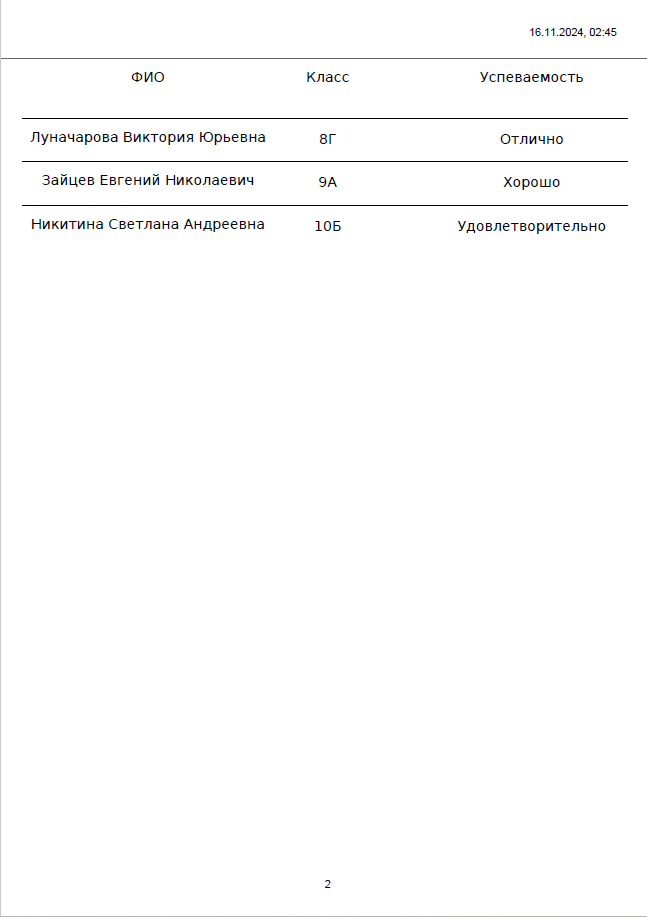 16.11.2024, 02:45
ФИО Класс Успеваемость
Луначарова Виктория Юрьевна 8Г Отлично
Зайцев Евгений Николаевич 9А Хорошо
Никитина Светлана Андреевна 10Б Удовлетворительно
2